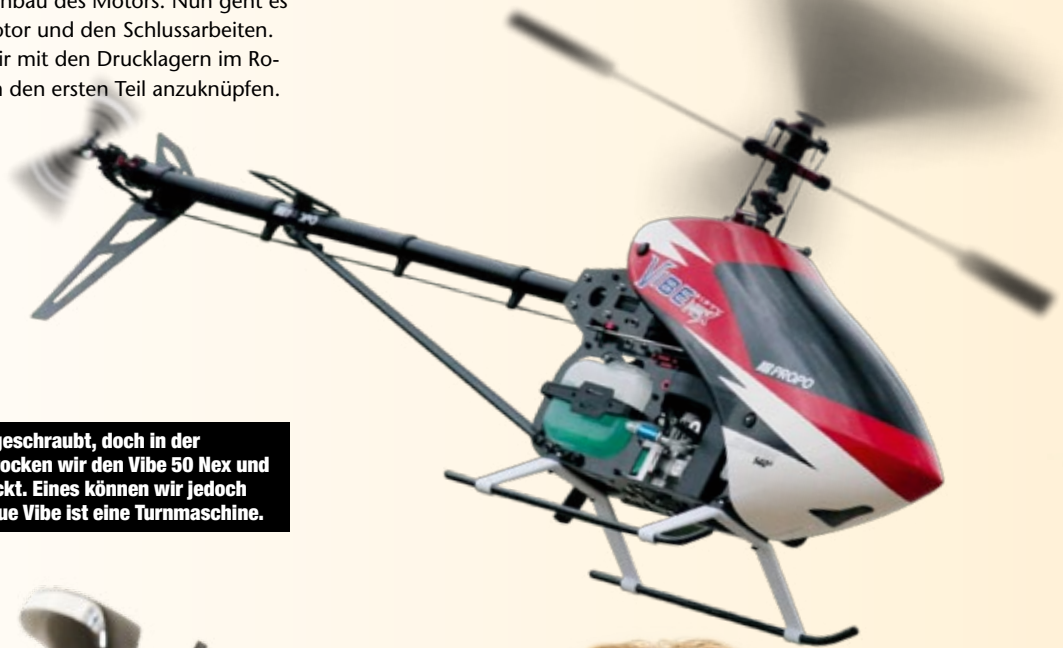 nbau des Motors. Nun geht es
otor und den Schlussarbeiten.
ir mit den Drucklagern im Ro-
n den ersten Teil anzuknüpfen.
geschraubt, doch in der
ocken wir den Vibe 50 Nex und
ckt. Eines können wir jedoch
ue Vibe ist eine Turnmaschine.
VIBE
PROPO